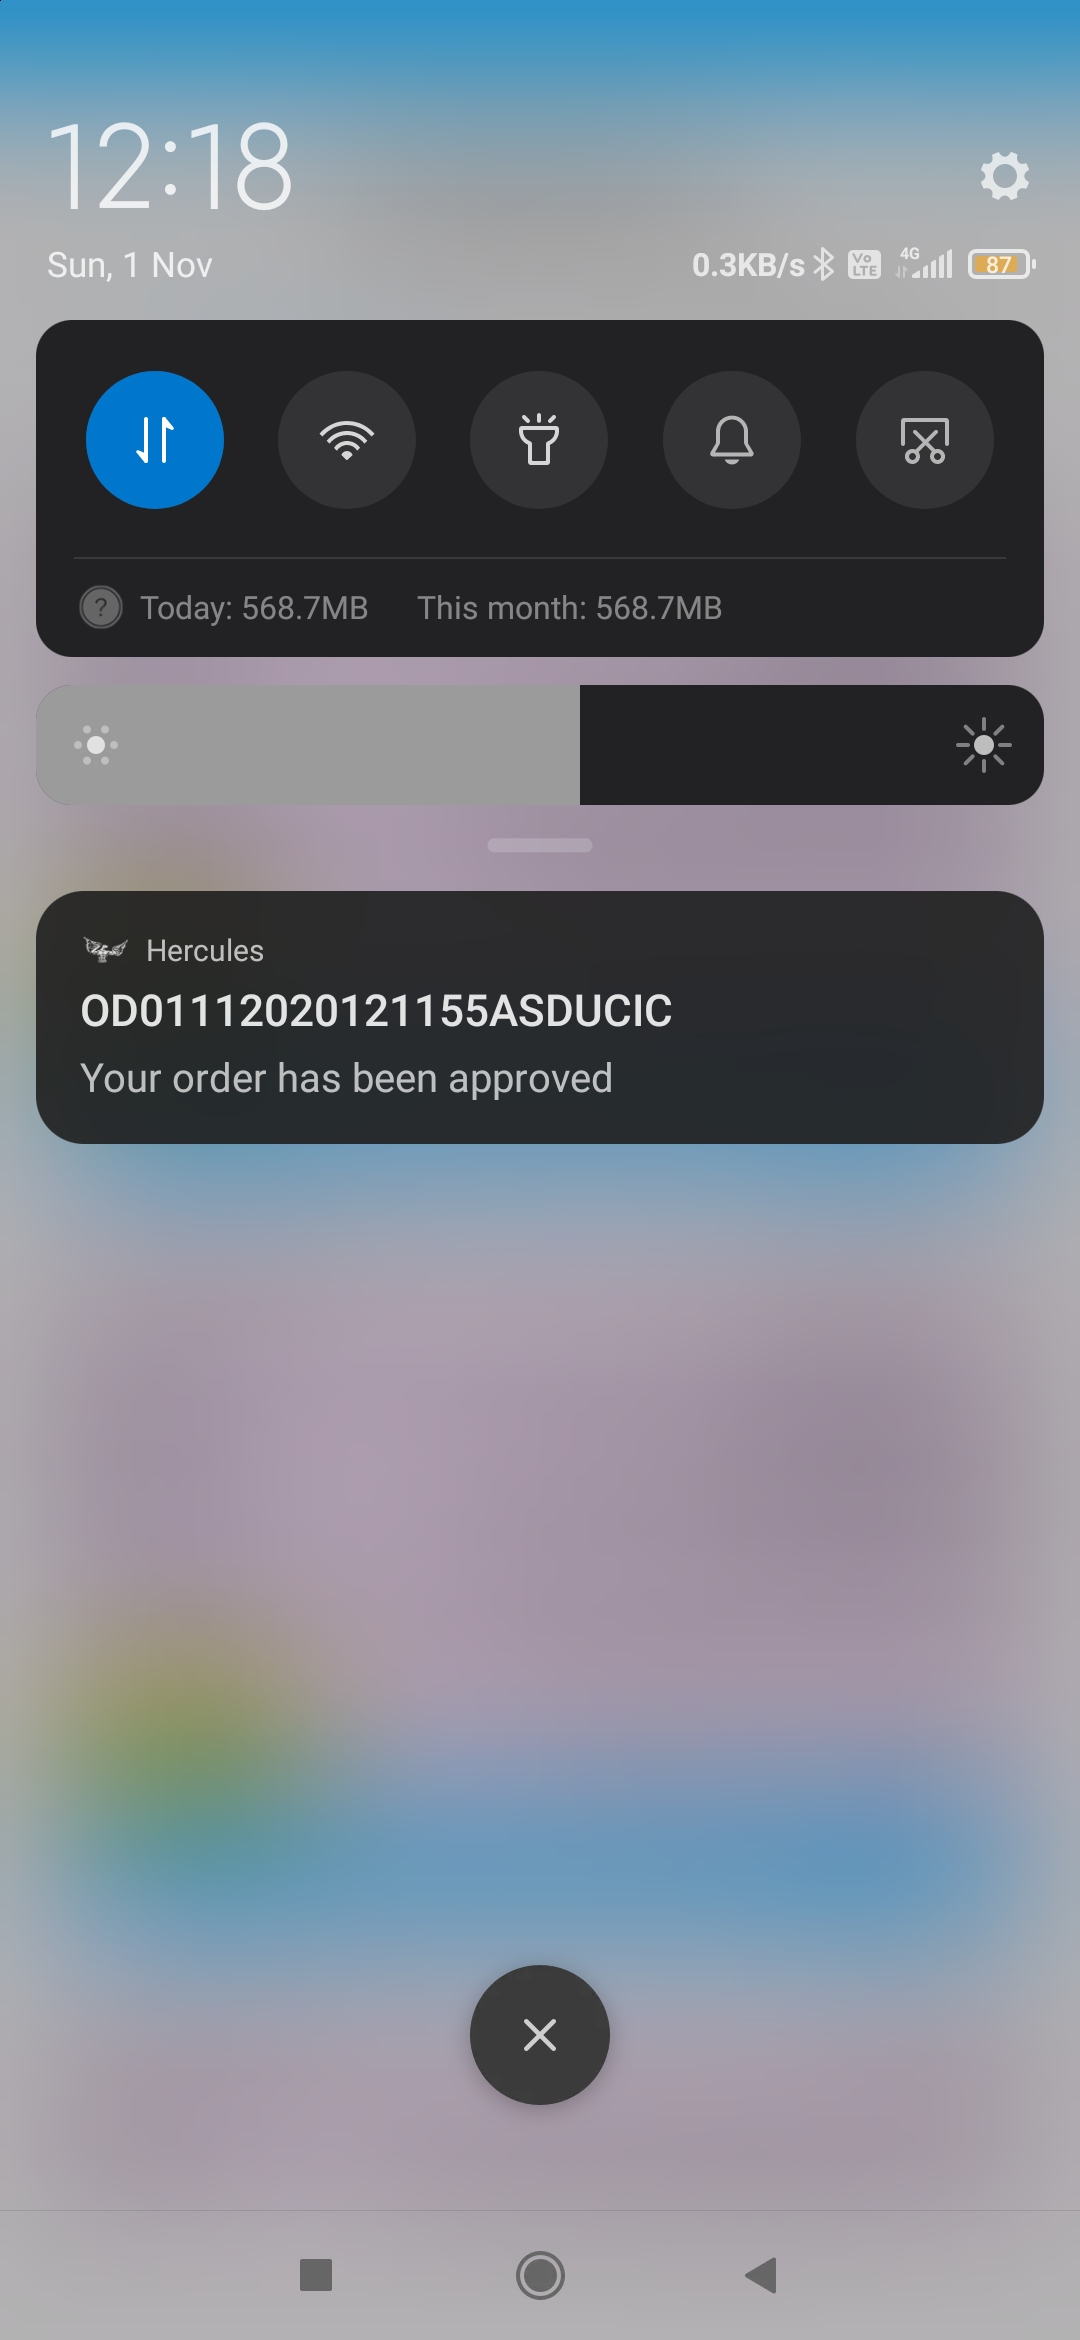 12:18
Sun, 1 Nov
0.3KB/s Vo LTE 4G 87
? Today: 568.7MB This month: 568.7MB
Hercules
OD01112020121155ASDUCIC
Your order has been approved